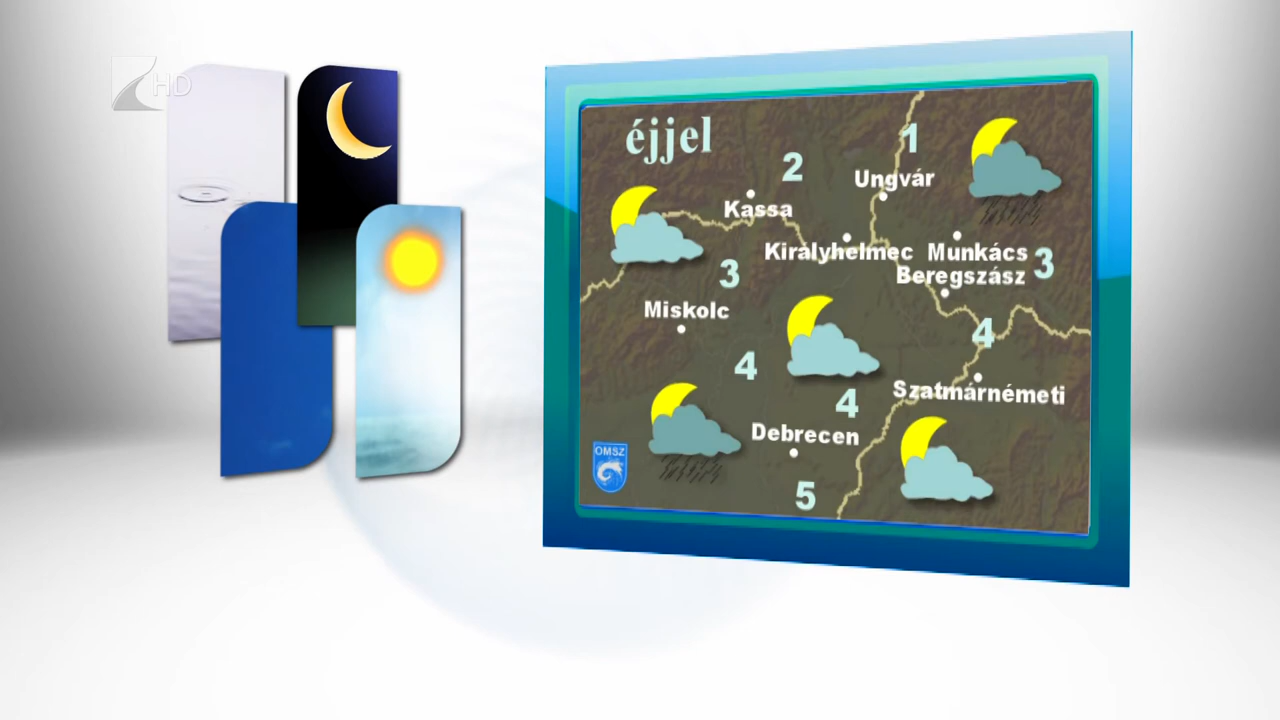 HD
éjjel
1
2
Ungvár
Kassa
Királyhelmec
Munkács
3
Beregszász
3
Miskolc
4
4
Szatmárnémeti
4
Debrecen
OMSZ
5